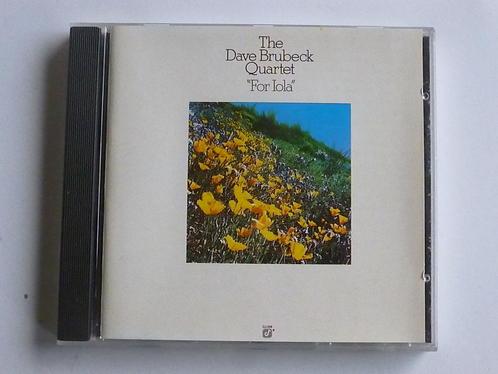 The
Dave Brubeck
Quartet
"For Iola"